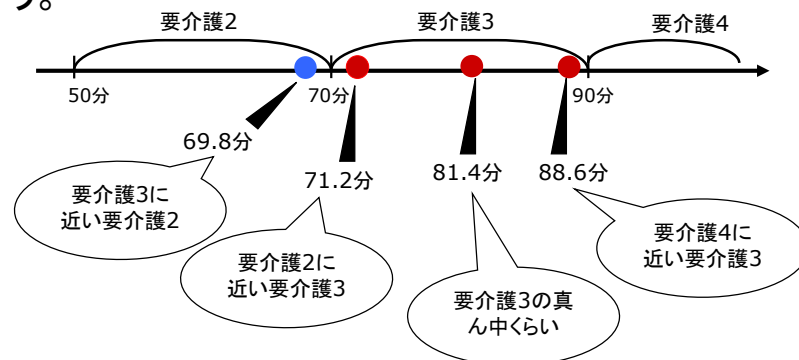 う。
要介護2
要介護3
要介護4
50分
70分
90分
69.8分
71.2分
81.4分
88.6分
要介護3に
近い要介護2
要介護2に
近い要介護3
要介護3の真
ん中くらい
要介護4に
近い要介護3